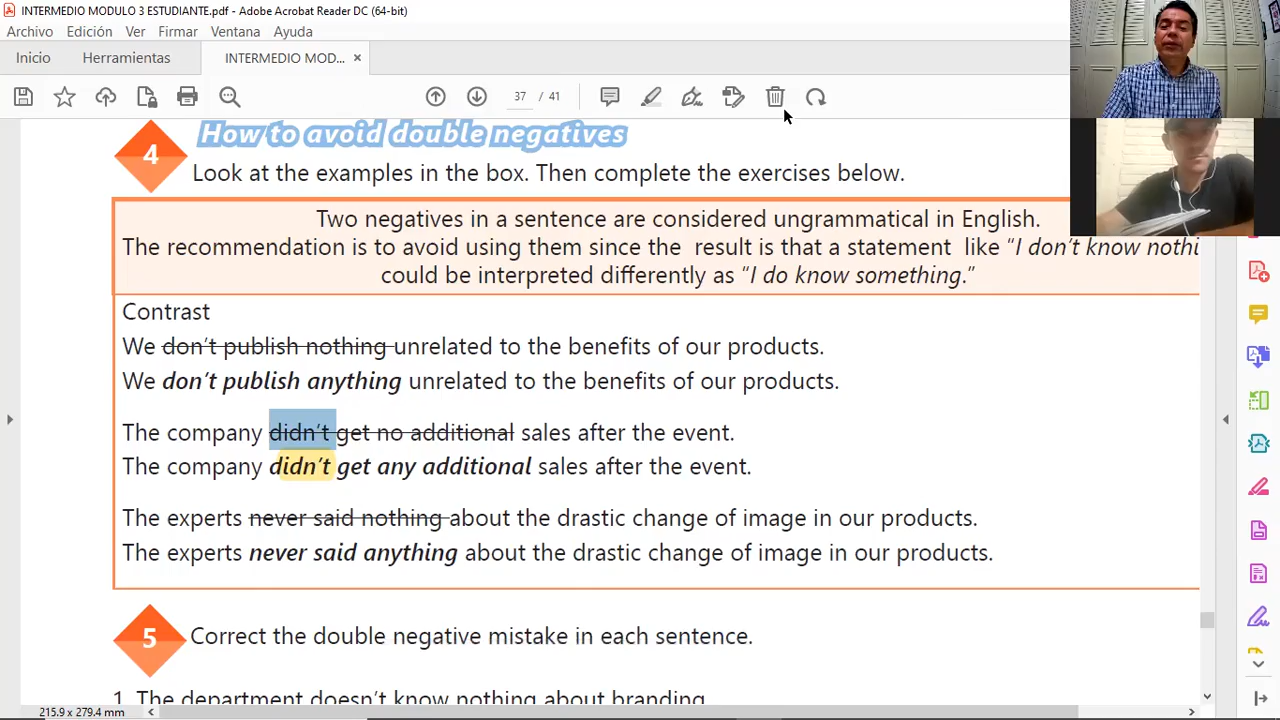 INTERMEDIO MODULO 3 ESTUDIANTE.pdf - Adobe Acrobat Reader DC (64-bit)
Archivo Edición Ver Firmar Ventana Ayuda
Inicio Herramientas INTERMEDIO MOD... ×
37 / 41
4 How to avoid double negatives
Look at the examples in the box. Then complete the exercises below.
Two negatives in a sentence are considered ungrammatical in English.
The recommendation is to avoid using them since the result is that a statement like “I don’t know nothi
could be interpreted differently as “I do know something.”
Contrast
We don’t publish nothing unrelated to the benefits of our products.
We don’t publish anything unrelated to the benefits of our products.
The company didn’t get no additional sales after the event.
The company didn’t get any additional sales after the event.
The experts never said nothing about the drastic change of image in our products.
The experts never said anything about the drastic change of image in our products.
5 Correct the double negative mistake in each sentence.
1. The department doesn’t know nothing about branding.
215.9 x 279.4 mm